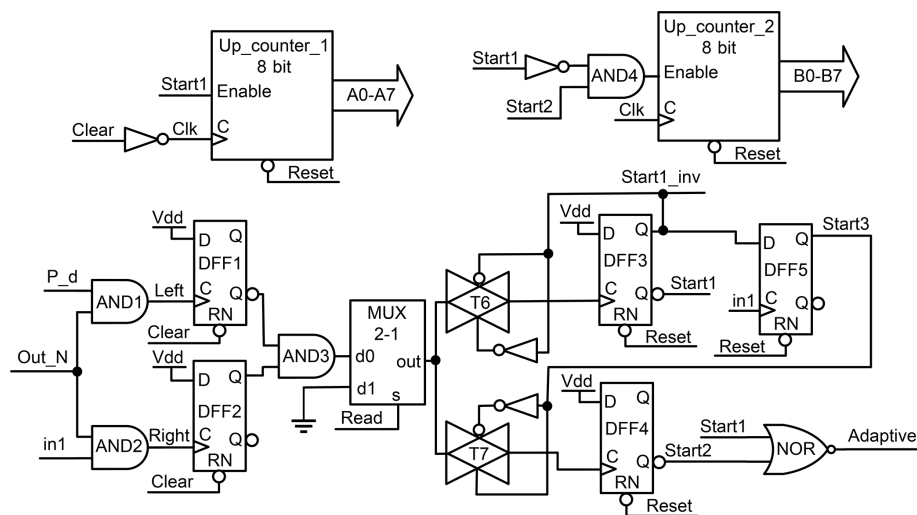 Up_counter_1
8 bit
Start1
Enable
A0-A7
Clear
Clk
C
Reset
Up_counter_2
8 bit
Start1
AND4
Enable
B0-B7
Start2
Clk
C
Reset
Start1_inv
Vdd
D
Q
DFF1
P_d
AND1
Left
C
Q
RN
Clear
Out_N
Vdd
D
Q
DFF2
in1
AND2
Right
C
Q
RN
Clear
AND3
MUX
2-1
d0
out
d1
s
Read
T6
Vdd
D
Q
DFF3
C
Q
Start1
RN
Reset
D
Q
Start3
DFF5
in1
C
Q
RN
Reset
T7
Vdd
D
Q
DFF4
C
Q
Start2
RN
Reset
Start1
NOR
Adaptive